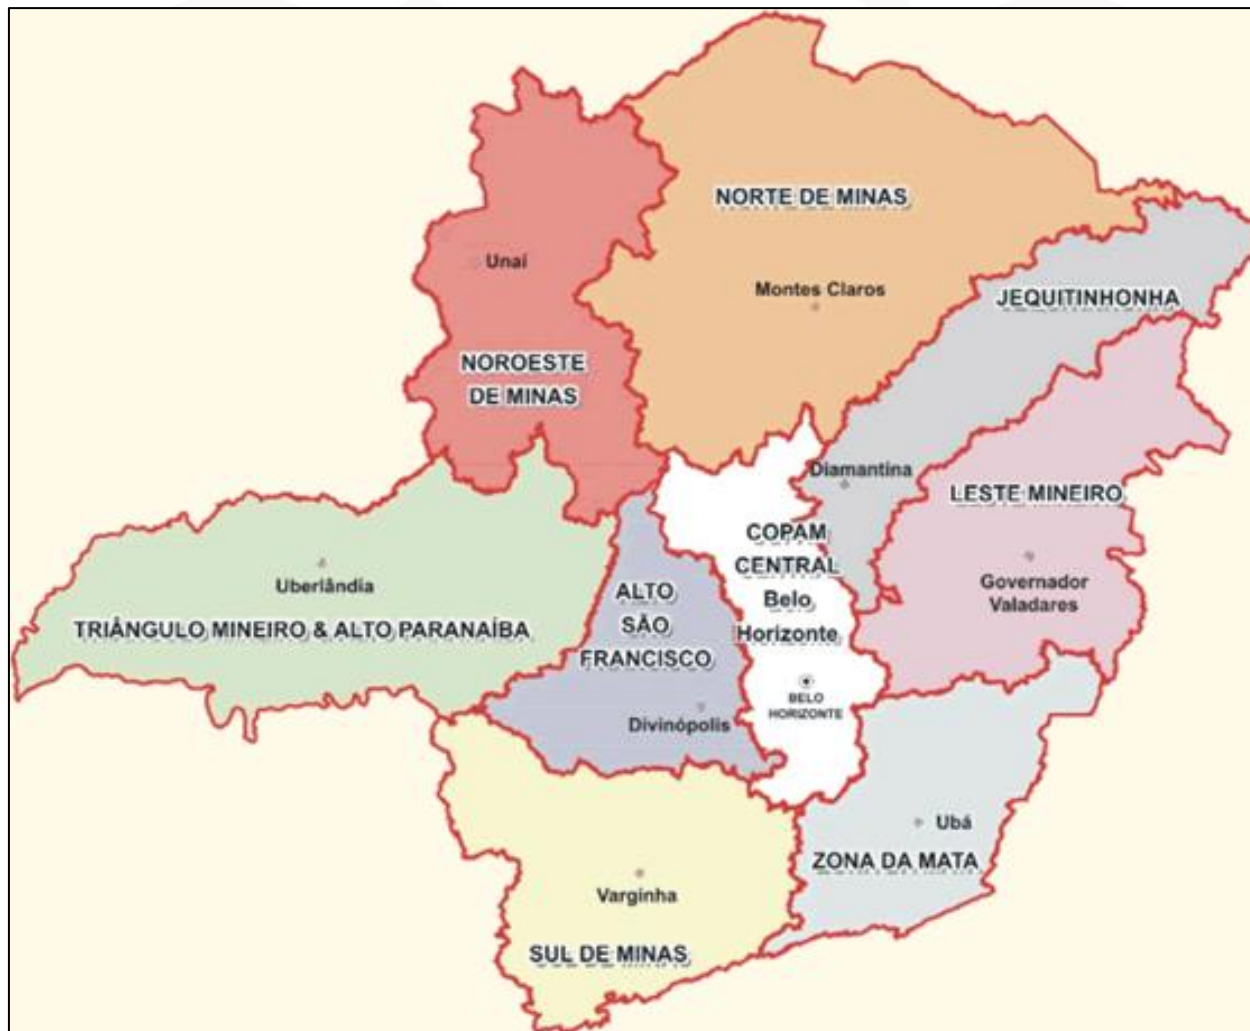 NORTE DE MINAS
Unaí
Montes Claros
JEQUITINHONHA
NOROESTE
DE MINAS
Diamantina
LESTE MINEIRO
COPAM
CENTRAL
Belo
Horizonte
Uberlândia
TRIÂNGULO MINEIRO & ALTO PARANAÍBA
ALTO
SÃO
FRANCISCO
Governador
Valadares
BELO
HORIZONTE
Divinópolis
Ubá
ZONA DA MATA
Varginha
SUL DE MINAS